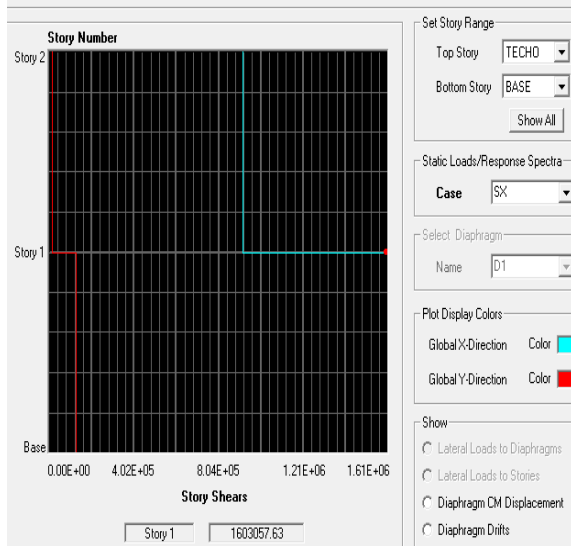 Story Number
Story 2
Story 1
Base
0.00E+00 4.02E+05 8.04E+05 1.21E+06 1.61E+06
Story Shears
Story 1 1603057.63
Set Story Range
Top Story TECHO
Bottom Story BASE
Show All
Static Loads/Response Spectra
Case SX
Select Diaphragm
Name D1
Plot Display Colors
Global X-Direction Color
Global Y-Direction Color
Show
Lateral Loads to Diaphragms
Lateral Loads to Stories
Diaphragm CM Displacement
Diaphragm Drifts